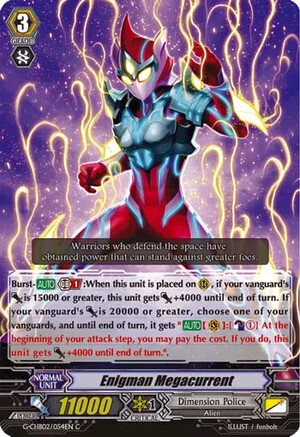 3
GRADE
Warriors who defend the space have
obtained power that can stand against greater foes.
Burst-AUTO CB 1:When this unit is placed on , if your vanguard's
is 15000 or greater, this unit gets +4000 until end of turn. If
your vanguard's is 20000 or greater, choose one of your
vanguards, and until end of turn, it gets "AUTO[ 1]:[ ①] At the
beginning of your attack step, you may pay the cost. If you do, this
unit gets +4000 until end of turn.".
NORMAL UNIT
Enigman Megacurrent
11000
1
CRITICAL
Dimension Police
Alien
G-CHB02/054EN C
ILLUST / funbolt